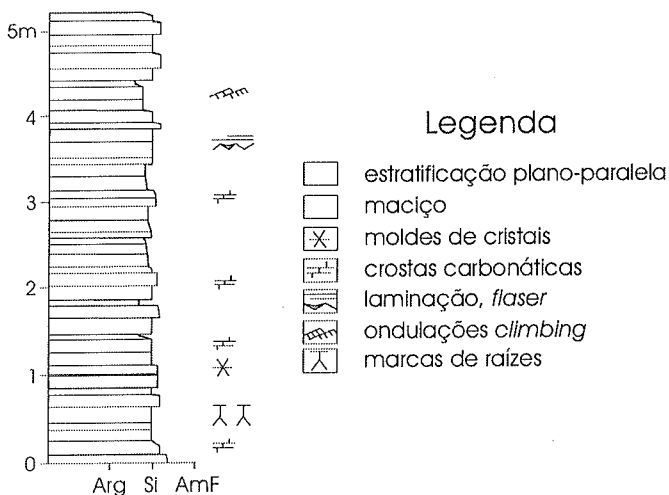 5m
4
3
2
1
0
Arg Si AmF
Legenda
estratificação plano-paralela
maciço
moldes de cristais
crostas carbonáticas
laminação, flaser
ondulações climbing
marcas de raízes